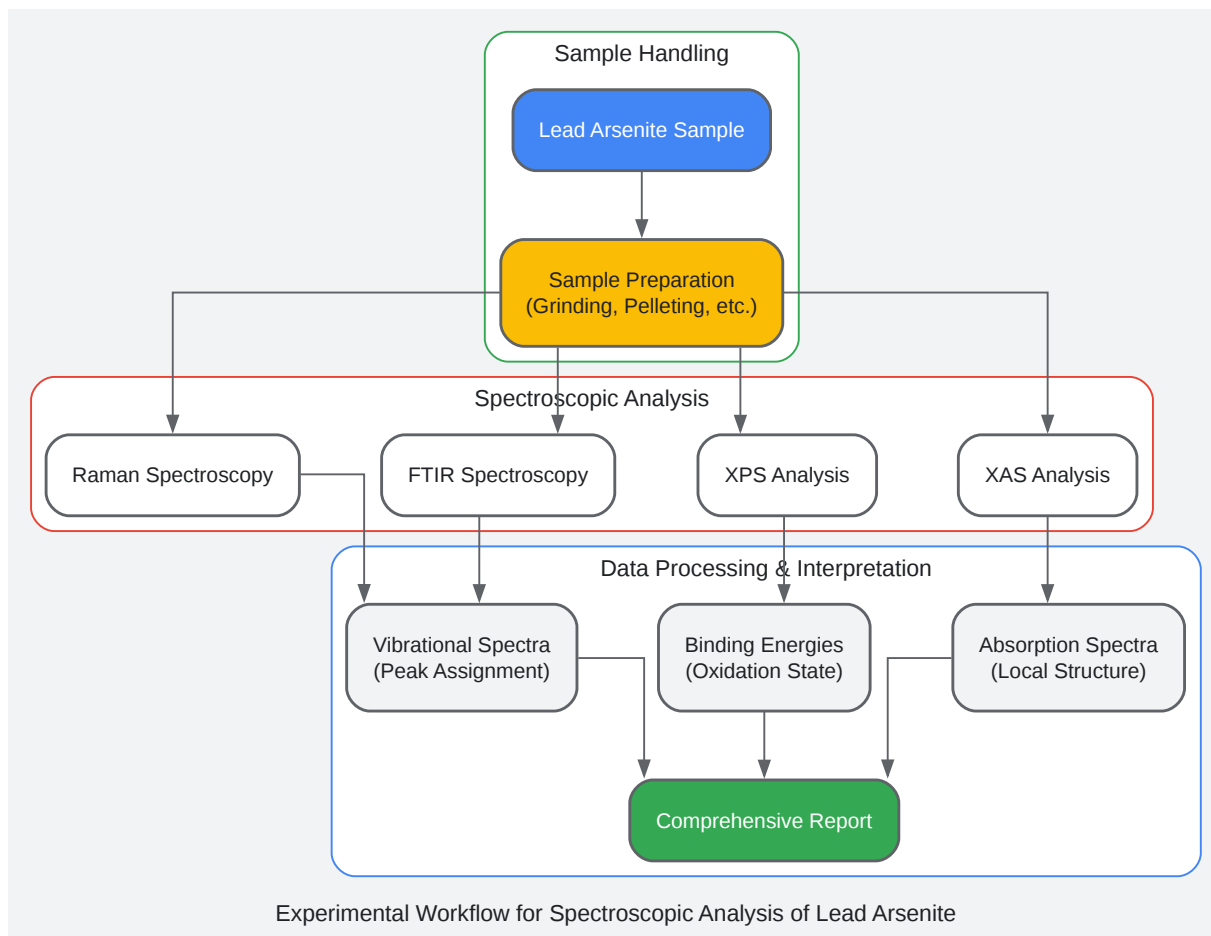 Sample Handling
Lead Arsenite Sample
Sample Preparation
(Grinding, Pelleting, etc.)
Spectroscopic Analysis
Raman Spectroscopy
FTIR Spectroscopy
XPS Analysis
XAS Analysis
Data Processing & Interpretation
Vibrational Spectra
(Peak Assignment)
Binding Energies
(Oxidation State)
Absorption Spectra
(Local Structure)
Comprehensive Report
Experimental Workflow for Spectroscopic Analysis of Lead Arsenite